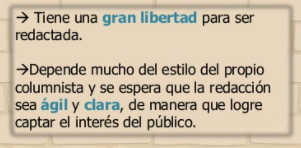 → Tiene una gran libertad para ser
redactada.
→Depende mucho del estilo del propio
columnista y se espera que la redacción
sea ágil y clara, de manera que logre
captar el interés del público.